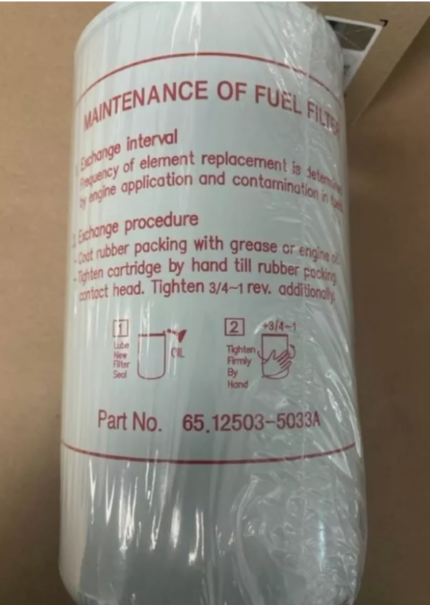 7
MAINTENANCE OF FUEL FILTER
Exchange interval
Frequency of element replacement is determined
by engine application and contamination in
2. Exchange procedure
- Coat rubber packing with grease or engine
- Tighten cartridge by hand till rubber packing
contact head. Tighten 3/4~1 rev. additionally.
1
Lube
New
Filter
Seal
OIL
2
+3/4~1
Tighten
Firmly
By
Hand
Part No. 65.12503-5033A